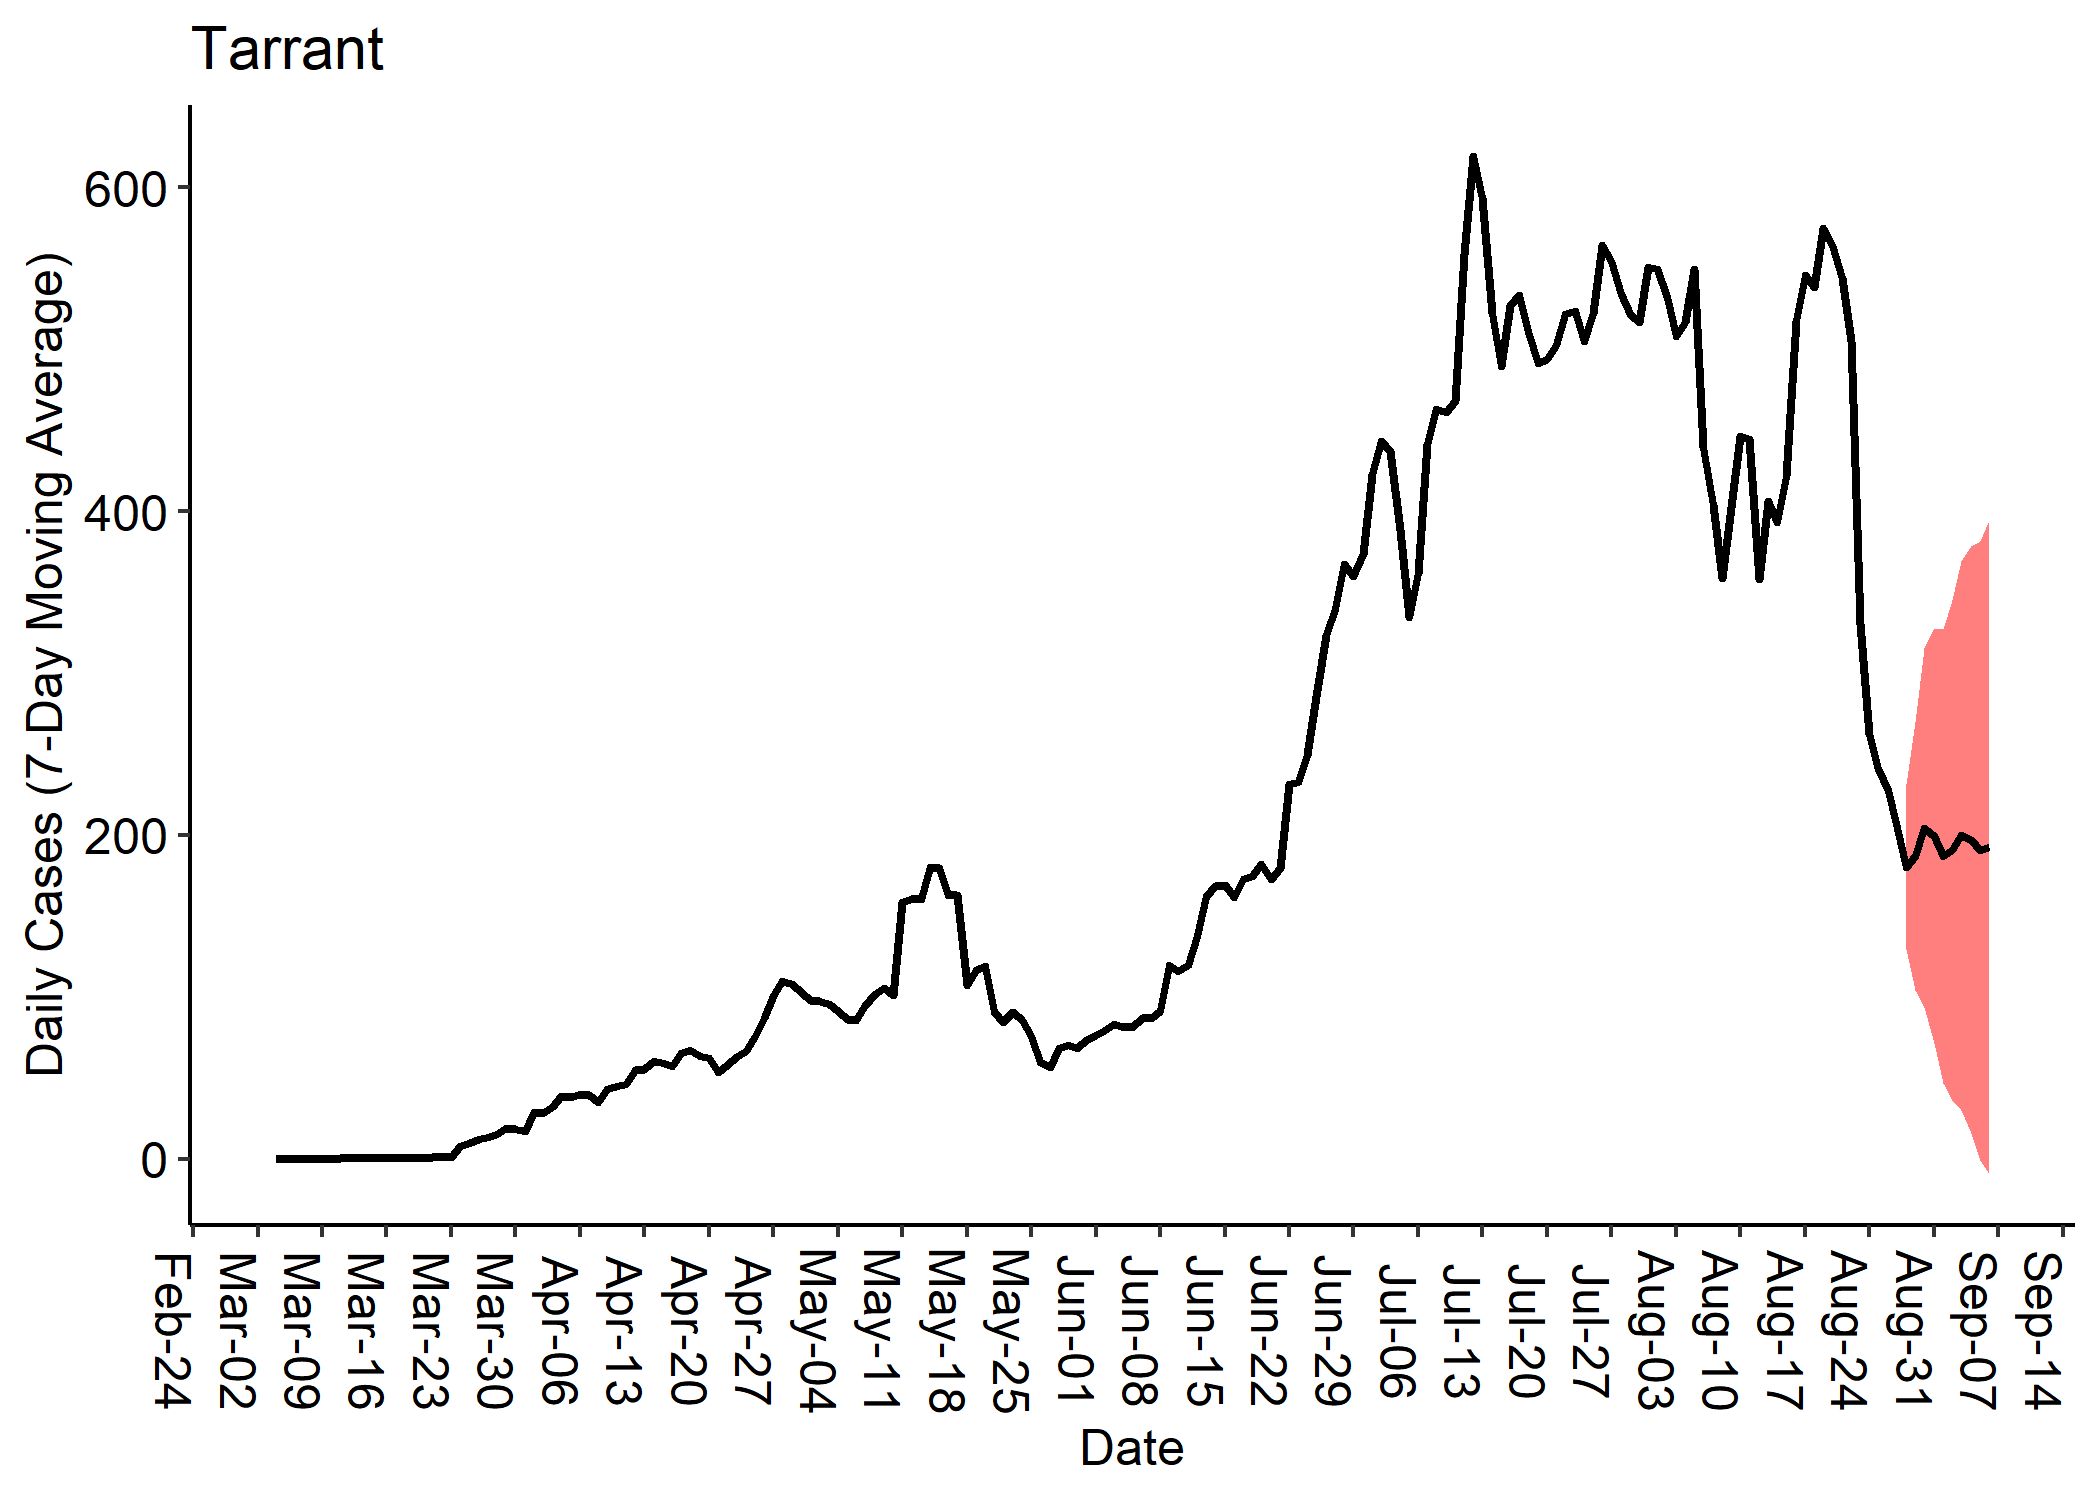 Tarrant
Daily Cases (7-Day Moving Average)
600
400
200
0
Feb-24
Mar-02
Mar-09
Mar-16
Mar-23
Mar-30
Apr-06
Apr-13
Apr-20
Apr-27
May-04
May-11
May-18
May-25
Jun-01
Jun-08
Jun-15
Jun-22
Jun-29
Jul-06
Jul-13
Jul-20
Jul-27
Aug-03
Aug-10
Aug-17
Aug-24
Aug-31
Sep-07
Sep-14
Date